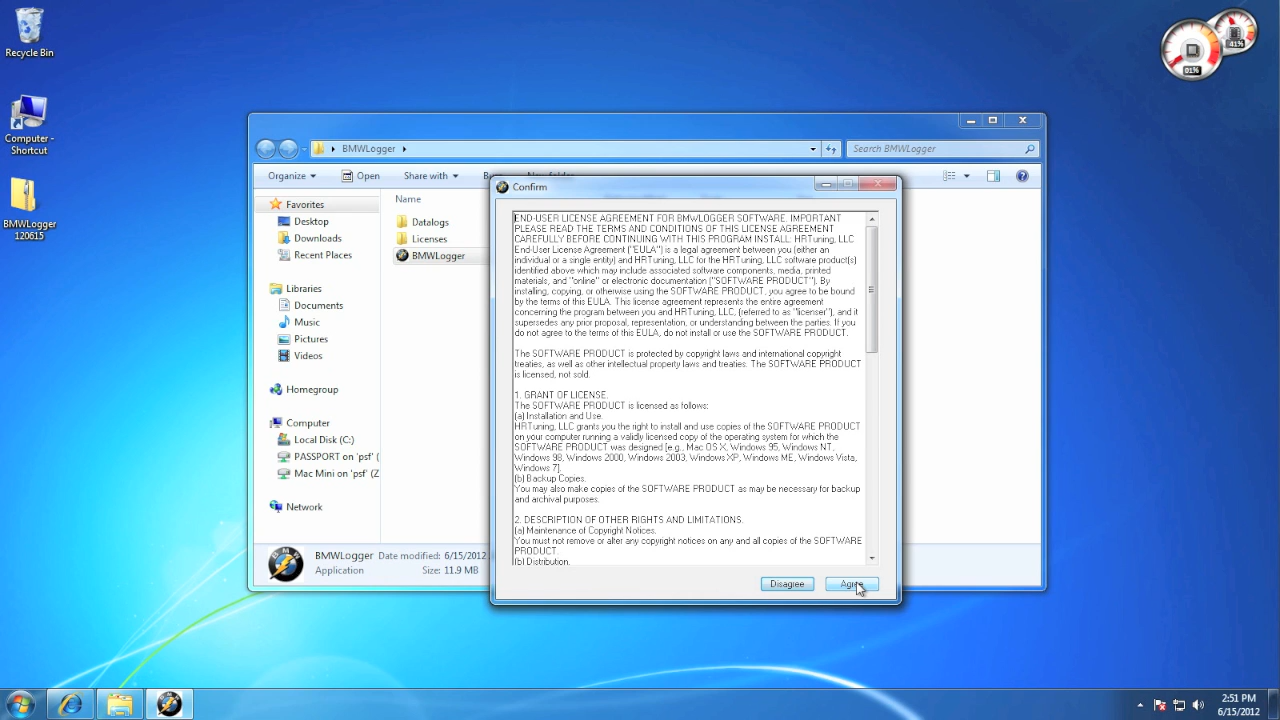 Recycle Bin
41%
01%
Computer -
Shortcut
BMWLogger
120615
BMWLogger
Search BMWLogger
Organize
Open
Share with
New folder
Confirm
Favorites
Desktop
Downloads
Recent Places
Libraries
Documents
Music
Pictures
Videos
Homegroup
Computer
Local Disk (C:)
PASSPORT on 'psf' (
Mac Mini on 'psf' (Z
Network
Name
Datalogs
Licenses
BMWLogger
END-USER LICENSE AGREEMENT FOR BMWLOGGER SOFTWARE. IMPORTANT
PLEASE READ THE TERMS AND CONDITIONS OF THIS LICENSE AGREEMENT
CAREFULLY BEFORE CONTINUING WITH THIS PROGRAM INSTALL: HRTuning, LLC
End-User License Agreement ("EULA") is a legal agreement between you (either an
individual or a single entity) and HRTuning, LLC for the HRTuning, LLC software product(s)
identified above which may include associated software components, media, printed
materials, and "online" or electronic documentation ("SOFTWARE PRODUCT"). By
installing, copying, or otherwise using the SOFTWARE PRODUCT, you agree to be bound
by the terms of this EULA. This license agreement represents the entire agreement
concerning the program between you and HRTuning, LLC, (referred to as "licenser"), and it
supersedes any prior proposal, representation, or understanding between the parties. If you
do not agree to the terms of this EULA, do not install or use the SOFTWARE PRODUCT.
The SOFTWARE PRODUCT is protected by copyright laws and international copyright
treaties, as well as other intellectual property laws and treaties. The SOFTWARE PRODUCT
is licensed, not sold.
1. GRANT OF LICENSE.
The SOFTWARE PRODUCT is licensed as follows:
(a) Installation and Use.
HRTuning, LLC grants you the right to install and use copies of the SOFTWARE PRODUCT
on your computer running a validly licensed copy of the operating system for which the
SOFTWARE PRODUCT was designed [e.g., Mac OS X, Windows 95, Windows NT,
Windows 98, Windows 2000, Windows 2003, Windows XP, Windows ME, Windows Vista,
Windows 7].
(b) Backup Copies.
You may also make copies of the SOFTWARE PRODUCT as may be necessary for backup
and archival purposes.
2. DESCRIPTION OF OTHER RIGHTS AND LIMITATIONS.
(a) Maintenance of Copyright Notices.
You must not remove or alter any copyright notices on any and all copies of the SOFTWARE
PRODUCT.
(b) Distribution.
Disagree
Agree
BMWLogger Date modified: 6/15/2012
Application Size: 11.9 MB
2:51 PM
6/15/2012